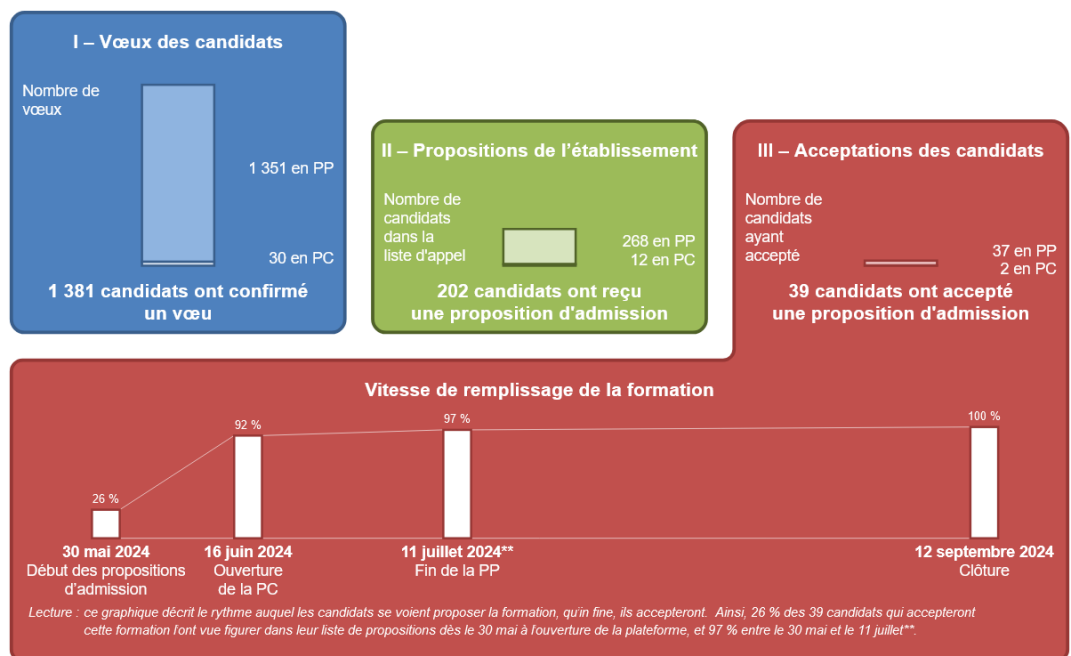 I – Vœux des candidats
Nombre de
vœux
1 351 en PP
30 en PC
1 381 candidats ont confirmé
un vœu
II – Propositions de l'établissement
Nombre de
candidats
dans la
liste d'appel
268 en PP
12 en PC
202 candidats ont reçu
une proposition d'admission
III – Acceptations des candidats
Nombre de
candidats
ayant
accepté
37 en PP
2 en PC
39 candidats ont accepté
une proposition d'admission
Vitesse de remplissage de la formation
26 %
92 %
97 %
100 %
30 mai 2024
Début des propositions
d'admission
16 juin 2024
Ouverture
de la PC
11 juillet 2024**
Fin de la PP
12 septembre 2024
Clôture
Lecture : ce graphique décrit le rythme auquel les candidats se voient proposer la formation, qu'in fine, ils accepteront. Ainsi, 26 % des 39 candidats qui accepteront
cette formation l'ont vue figurer dans leur liste de propositions dès le 30 mai à l'ouverture de la plateforme, et 97 % entre le 30 mai et le 11 juillet**.